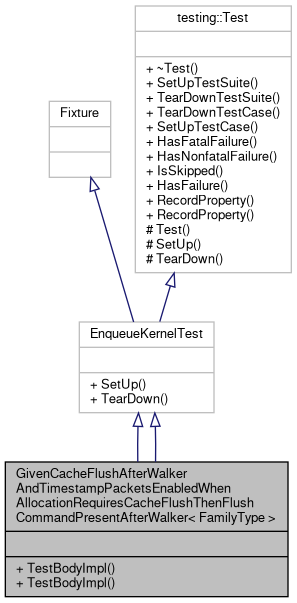 testing::Test
+ ~Test()
+ SetUpTestSuite()
+ TearDownTestSuite()
+ TearDownTestCase()
+ SetUpTestCase()
+ HasFatalFailure()
+ HasNonfatalFailure()
+ IsSkipped()
+ HasFailure()
+ RecordProperty()
+ RecordProperty()
# Test()
# SetUp()
# TearDown()
Fixture
EnqueueKernelTest
+ SetUp()
+ TearDown()
GivenCacheFlushAfterWalker
AndTimestampPacketsEnabledWhen
AllocationRequiresCacheFlushThenFlush
CommandPresentAfterWalker< FamilyType >
+ TestBodyImpl()
+ TestBodyImpl()